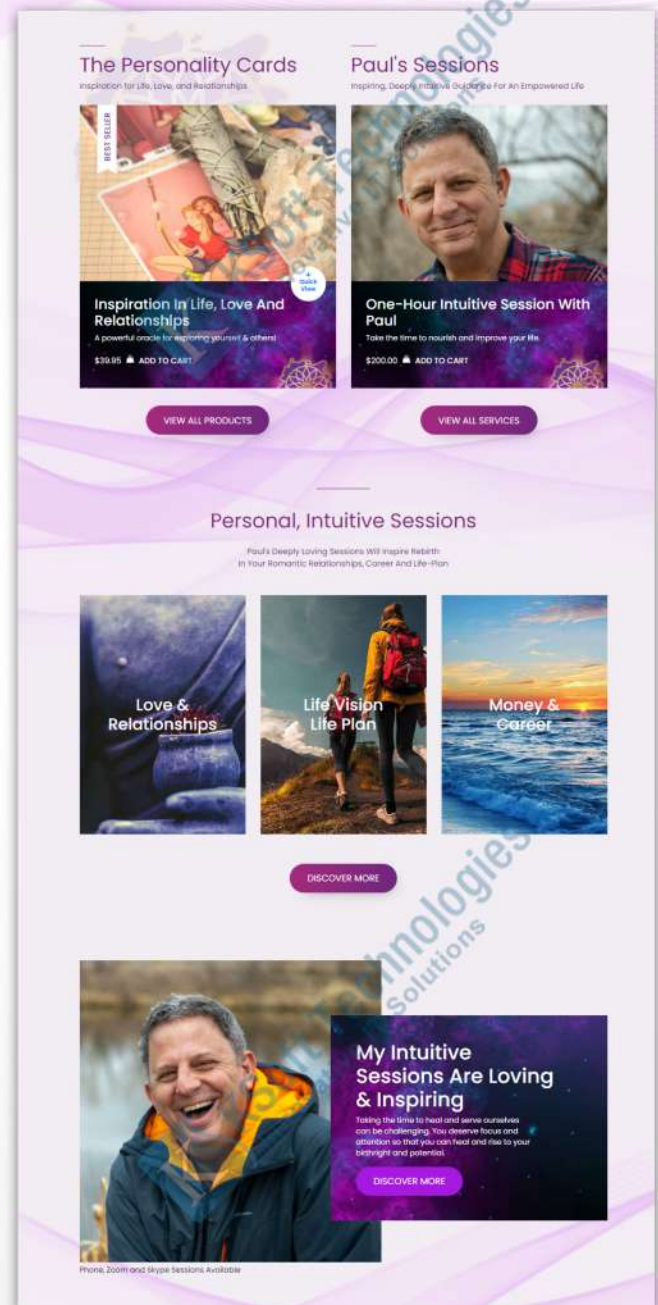 The Personality Cards
Inspiration for Life, Love, and Relationships
BEST SELLER
+
Quick
View
Inspiration In Life, Love And
Relationships
A powerful oracle for exploring yourself & others!
$39.95 ADD TO CART
VIEW ALL PRODUCTS
Paul's Sessions
Inspiring, Deeply Intuitive Guidance For An Empowered Life
One-Hour Intuitive Session With
Paul
Take the time to nourish and improve your life.
$200.00 ADD TO CART
VIEW ALL SERVICES
Personal, Intuitive Sessions
Paul's Deeply Loving Sessions Will Inspire Rebirth
In Your Romantic Relationships, Career And Life-Plan
Love &
Relationships
Life Vision
Life Plan
Money &
Career
DISCOVER MORE
My Intuitive
Sessions Are Loving
& Inspiring
Taking the time to heal and serve ourselves
can be challenging. You deserve focus and
attention so that you can heal and rise to your
birthright and potential.
DISCOVER MORE
Phone, Zoom and Skype Sessions Available